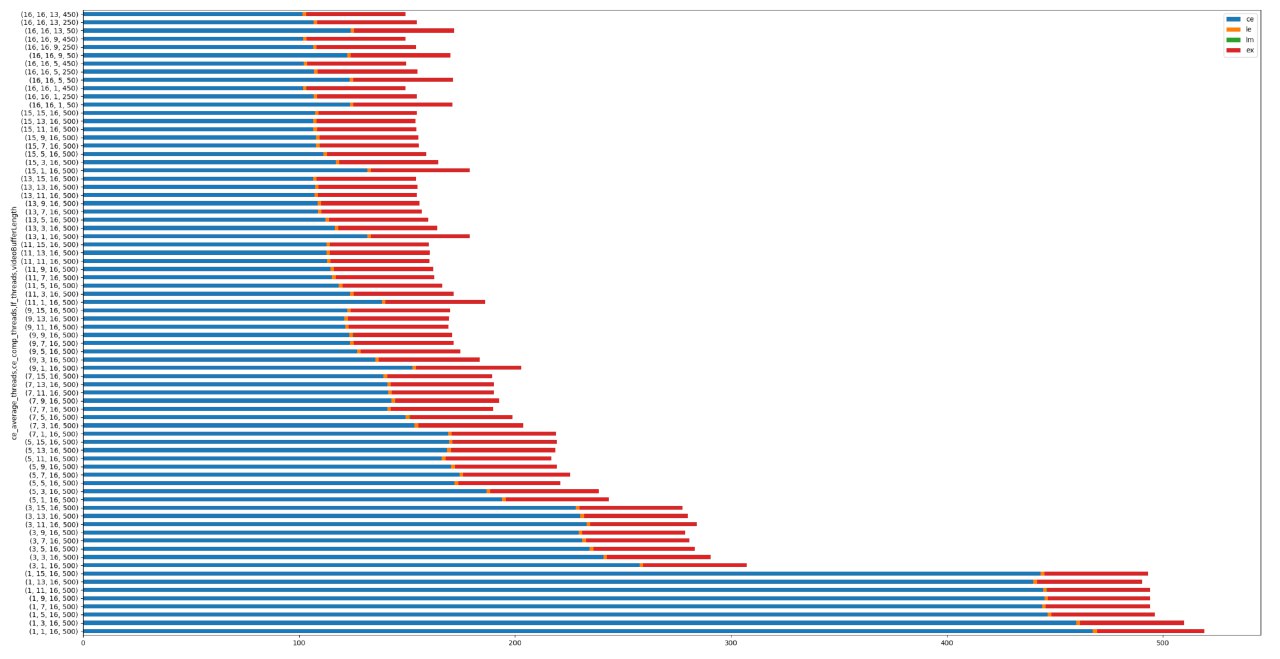 (16, 16, 13, 450)
(16, 16, 13, 250)
(16, 16, 13, 50)
(16, 16, 9, 450)
(16, 16, 9, 250)
(16, 16, 9, 50)
(16, 16, 5, 450)
(16, 16, 5, 250)
(16, 16, 5, 50)
(16, 16, 1, 450)
(16, 16, 1, 250)
(16, 16, 1, 50)
(15, 15, 16, 500)
(15, 13, 16, 500)
(15, 11, 16, 500)
(15, 9, 16, 500)
(15, 7, 16, 500)
(15, 5, 16, 500)
(15, 3, 16, 500)
(15, 1, 16, 500)
(13, 15, 16, 500)
(13, 13, 16, 500)
(13, 11, 16, 500)
(13, 9, 16, 500)
(13, 7, 16, 500)
(13, 5, 16, 500)
(13, 3, 16, 500)
(13, 1, 16, 500)
(11, 15, 16, 500)
(11, 13, 16, 500)
(11, 11, 16, 500)
(11, 9, 16, 500)
(11, 7, 16, 500)
(11, 5, 16, 500)
(11, 3, 16, 500)
(11, 1, 16, 500)
(9, 15, 16, 500)
(9, 13, 16, 500)
(9, 11, 16, 500)
(9, 9, 16, 500)
(9, 7, 16, 500)
(9, 5, 16, 500)
(9, 3, 16, 500)
(9, 1, 16, 500)
(7, 15, 16, 500)
(7, 13, 16, 500)
(7, 11, 16, 500)
(7, 9, 16, 500)
(7, 7, 16, 500)
(7, 5, 16, 500)
(7, 3, 16, 500)
(7, 1, 16, 500)
(5, 15, 16, 500)
(5, 13, 16, 500)
(5, 11, 16, 500)
(5, 9, 16, 500)
(5, 7, 16, 500)
(5, 5, 16, 500)
(5, 3, 16, 500)
(5, 1, 16, 500)
(3, 15, 16, 500)
(3, 13, 16, 500)
(3, 11, 16, 500)
(3, 9, 16, 500)
(3, 7, 16, 500)
(3, 5, 16, 500)
(3, 3, 16, 500)
(3, 1, 16, 500)
(1, 15, 16, 500)
(1, 13, 16, 500)
(1, 11, 16, 500)
(1, 9, 16, 500)
(1, 7, 16, 500)
(1, 5, 16, 500)
(1, 3, 16, 500)
(1, 1, 16, 500)
ce_average_threads;ce_comp_threads;lf_threads;videoBufferLength
0 100 200 300 400 500
ce
le
im
ex